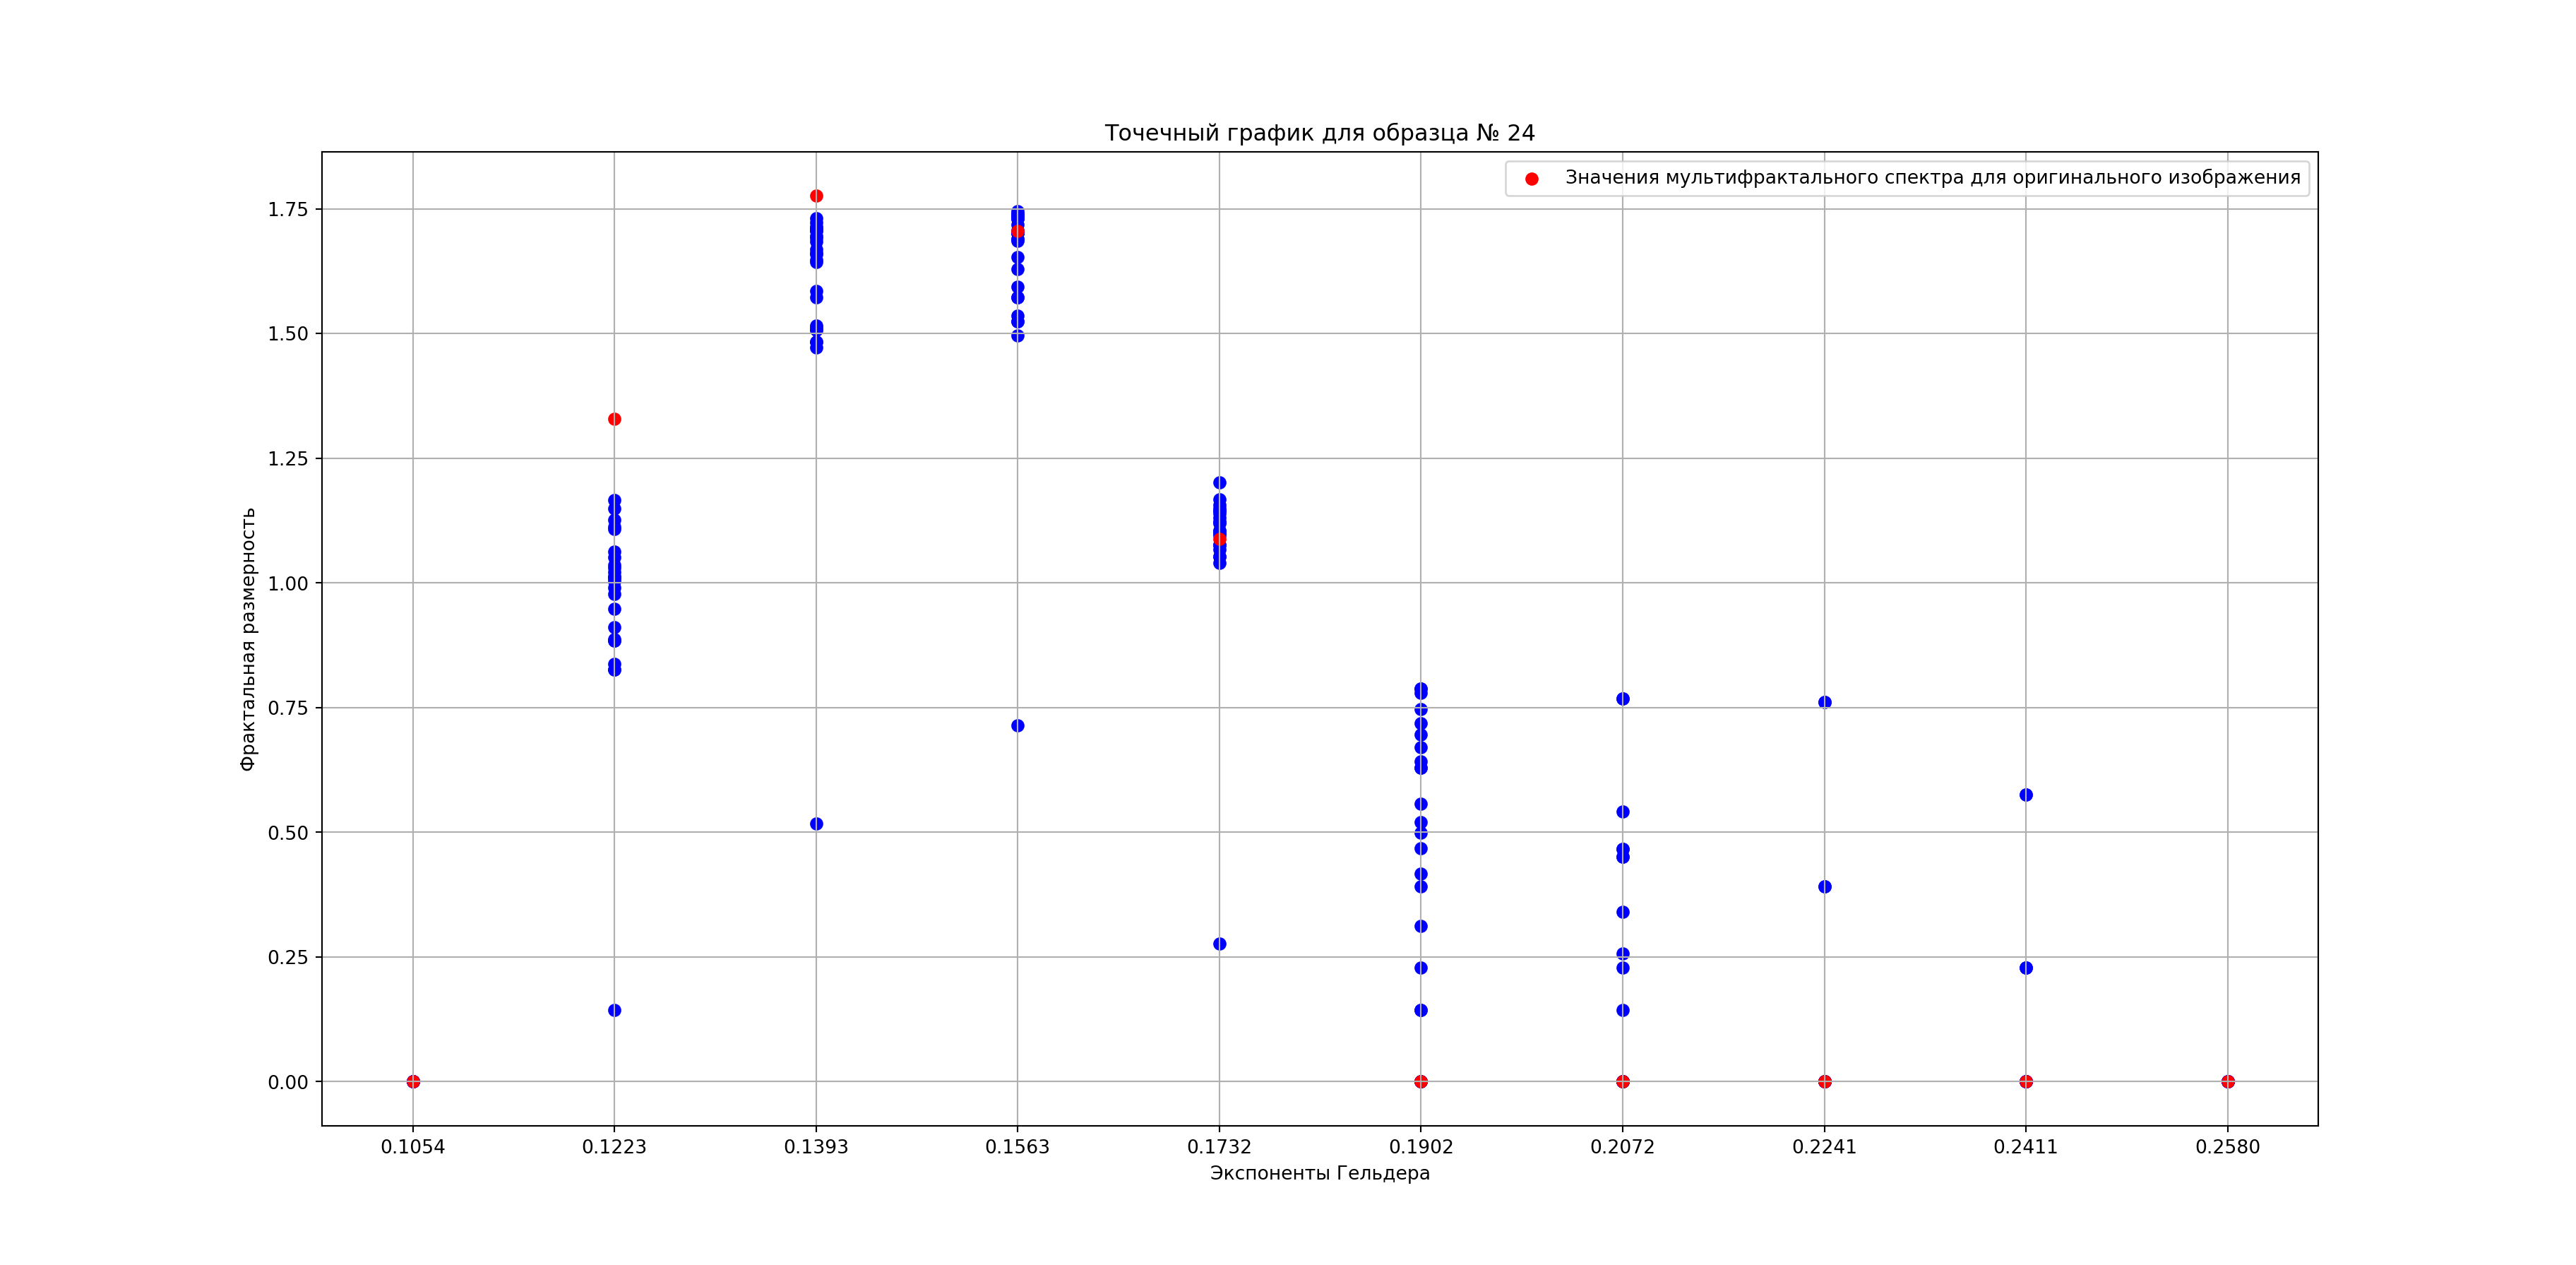 Точечный график для образца № 24
Значения мультифрактального спектра для оригинального изображения
Фрактальная размерность
1.75
1.50
1.25
1.00
0.75
0.50
0.25
0.00
0.1054 0.1223 0.1393 0.1563 0.1732 0.1902 0.2072 0.2241 0.2411 0.2580
Экспоненты Гельдера